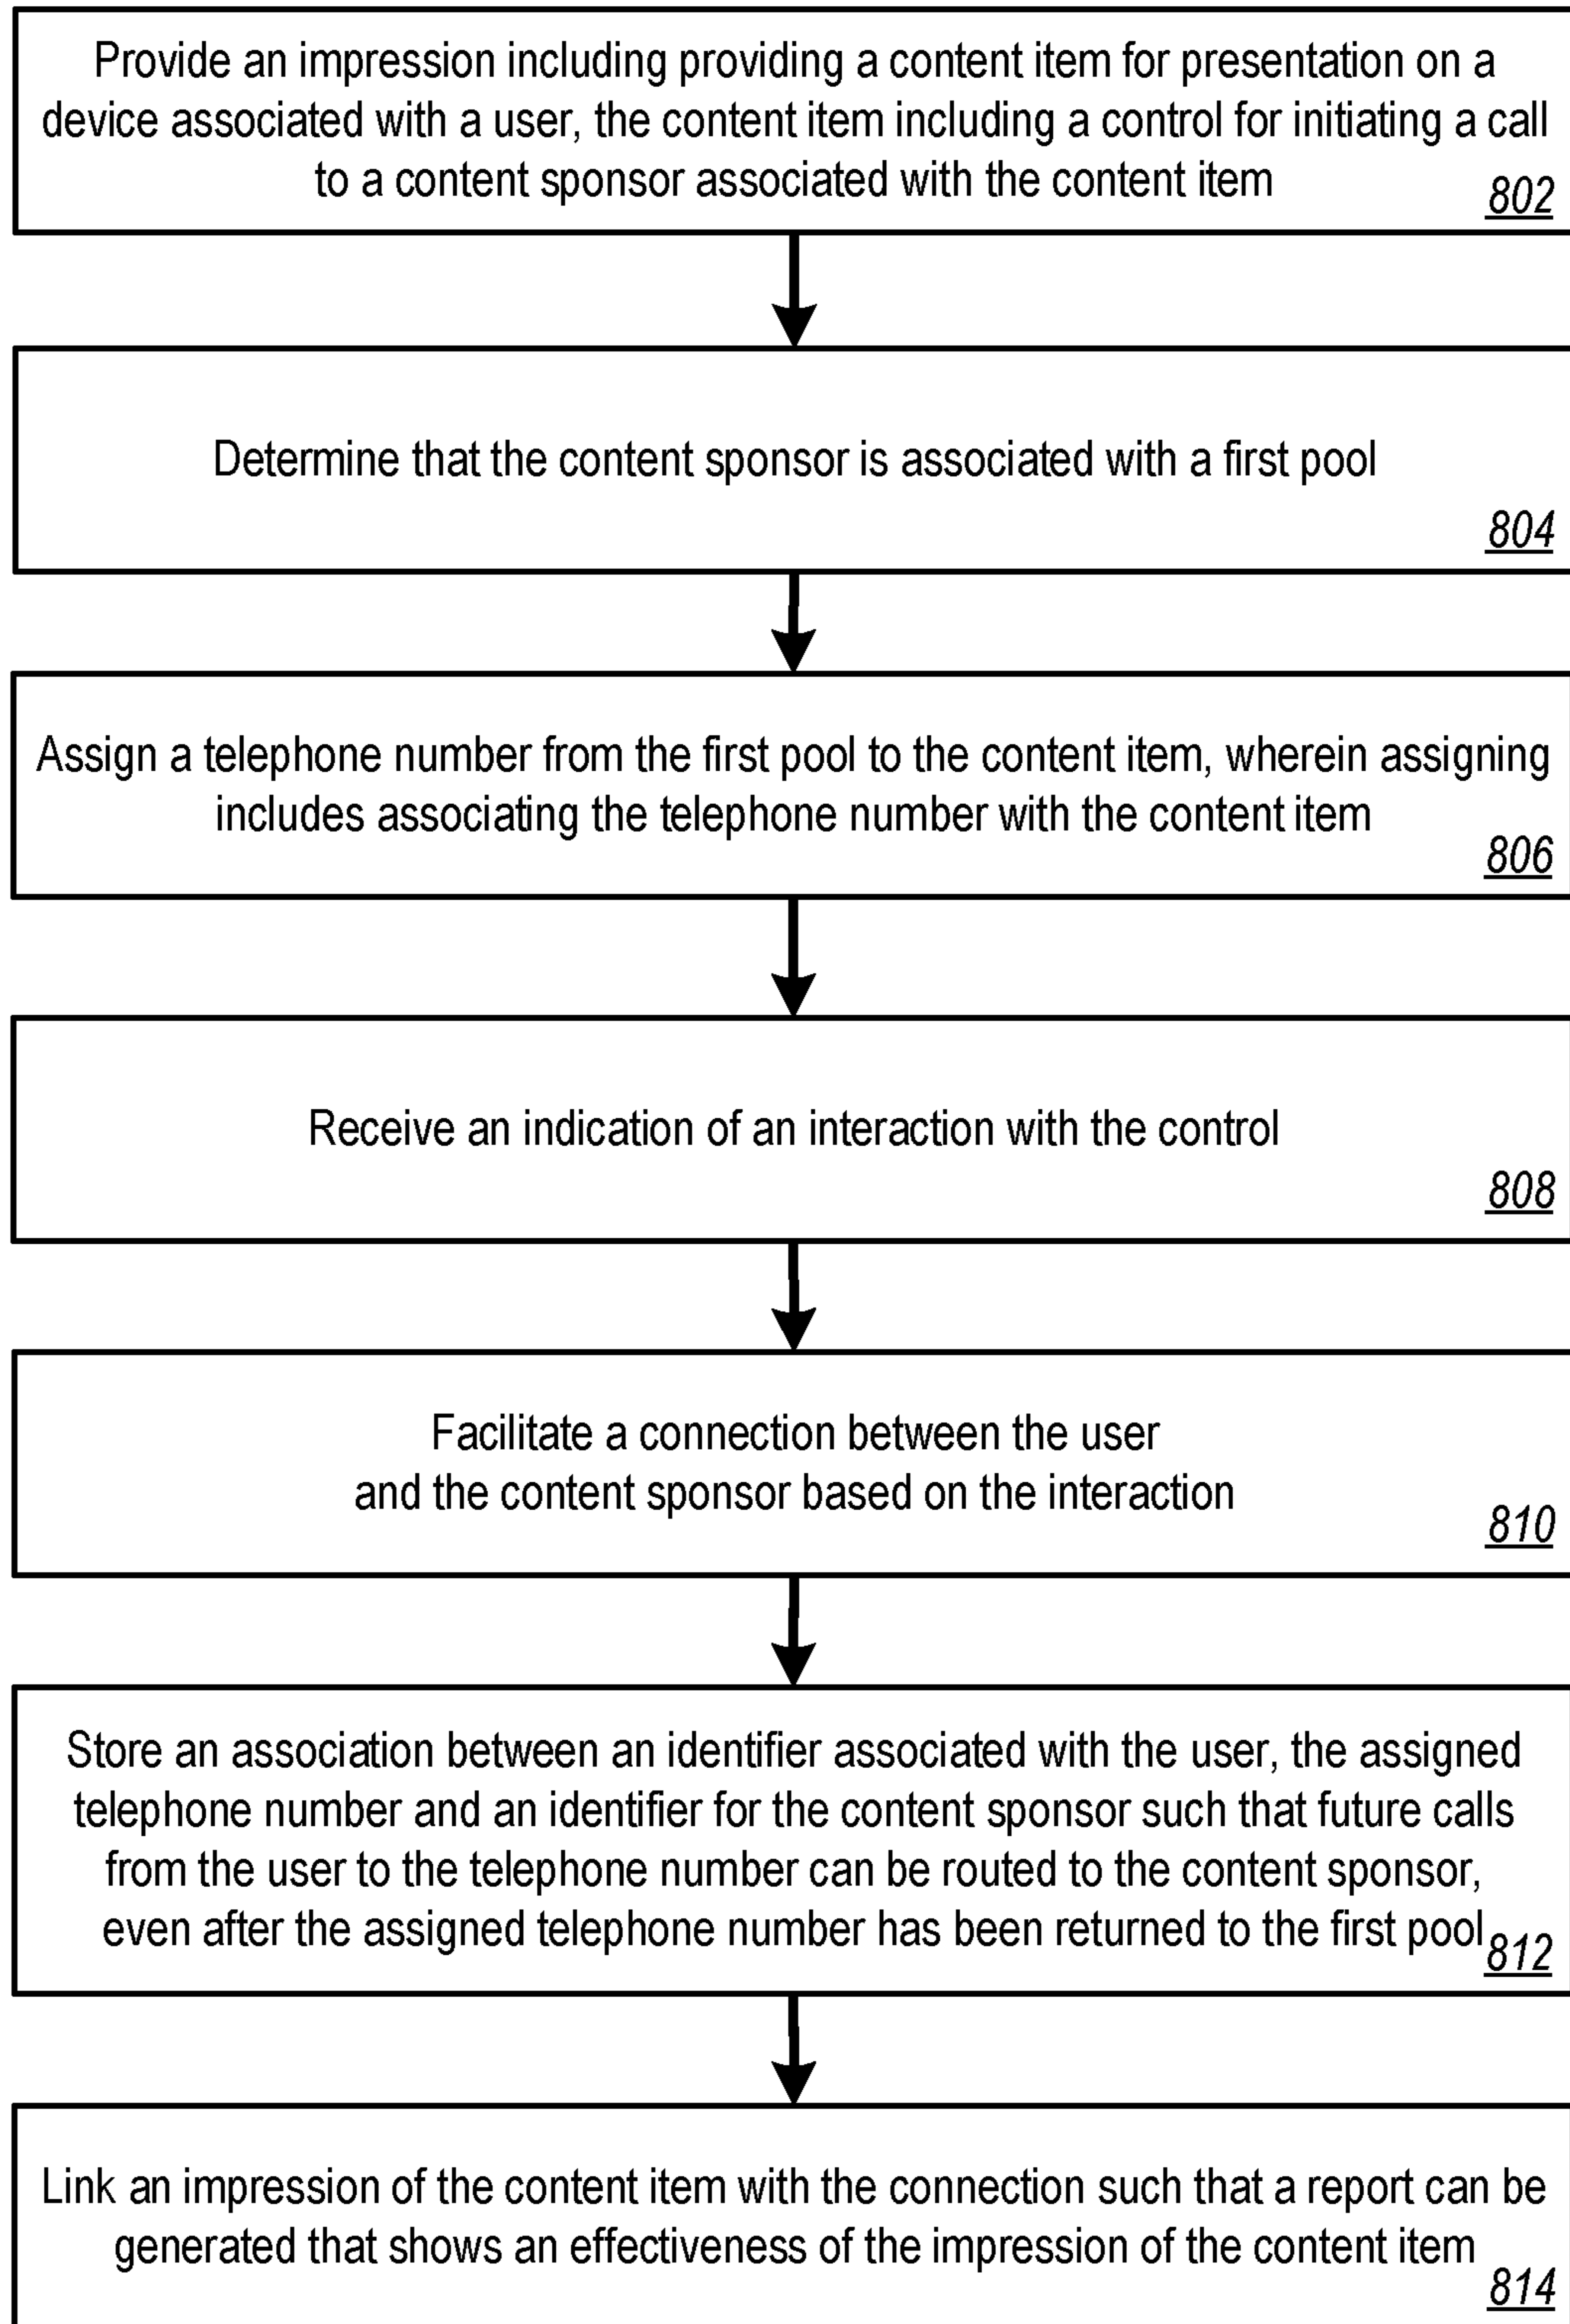 Provide an impression including providing a content item for presentation on a
device associated with a user, the content item including a control for initiating a call
to a content sponsor associated with the content item
802
Determine that the content sponsor is associated with a first pool
804
Assign a telephone number from the first pool to the content item, wherein assigning
includes associating the telephone number with the content item
806
Receive an indication of an interaction with the control
808
Facilitate a connection between the user
and the content sponsor based on the interaction
810
Store an association between an identifier associated with the user, the assigned
telephone number and an identifier for the content sponsor such that future calls
from the user to the telephone number can be routed to the content sponsor,
even after the assigned telephone number has been returned to the first pool
812
Link an impression of the content item with the connection such that a report can be
generated that shows an effectiveness of the impression of the content item
814